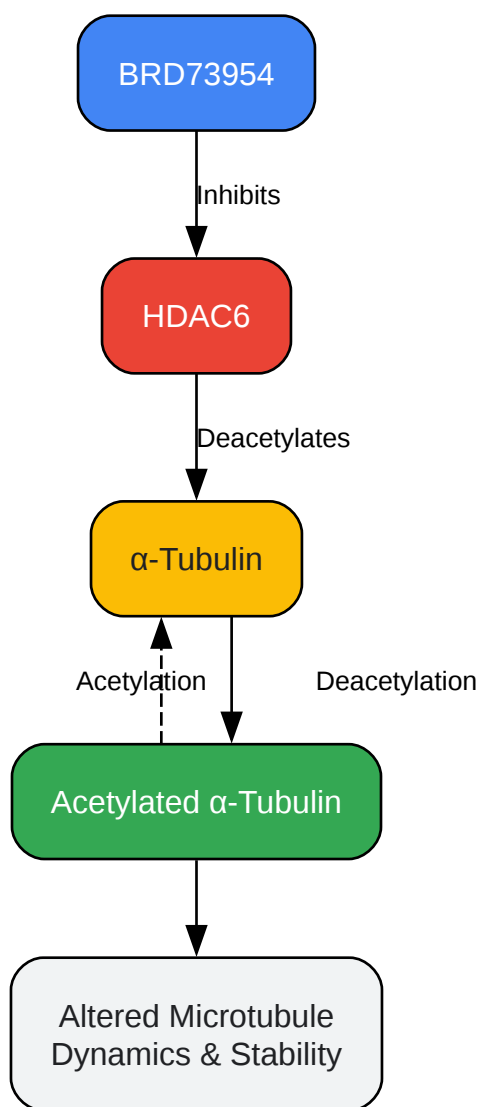 BRD73954
Inhibits
HDAC6
Deacetylates
α-Tubulin
Acetylation
Deacetylation
Acetylated α-Tubulin
Altered Microtubule
Dynamics & Stability